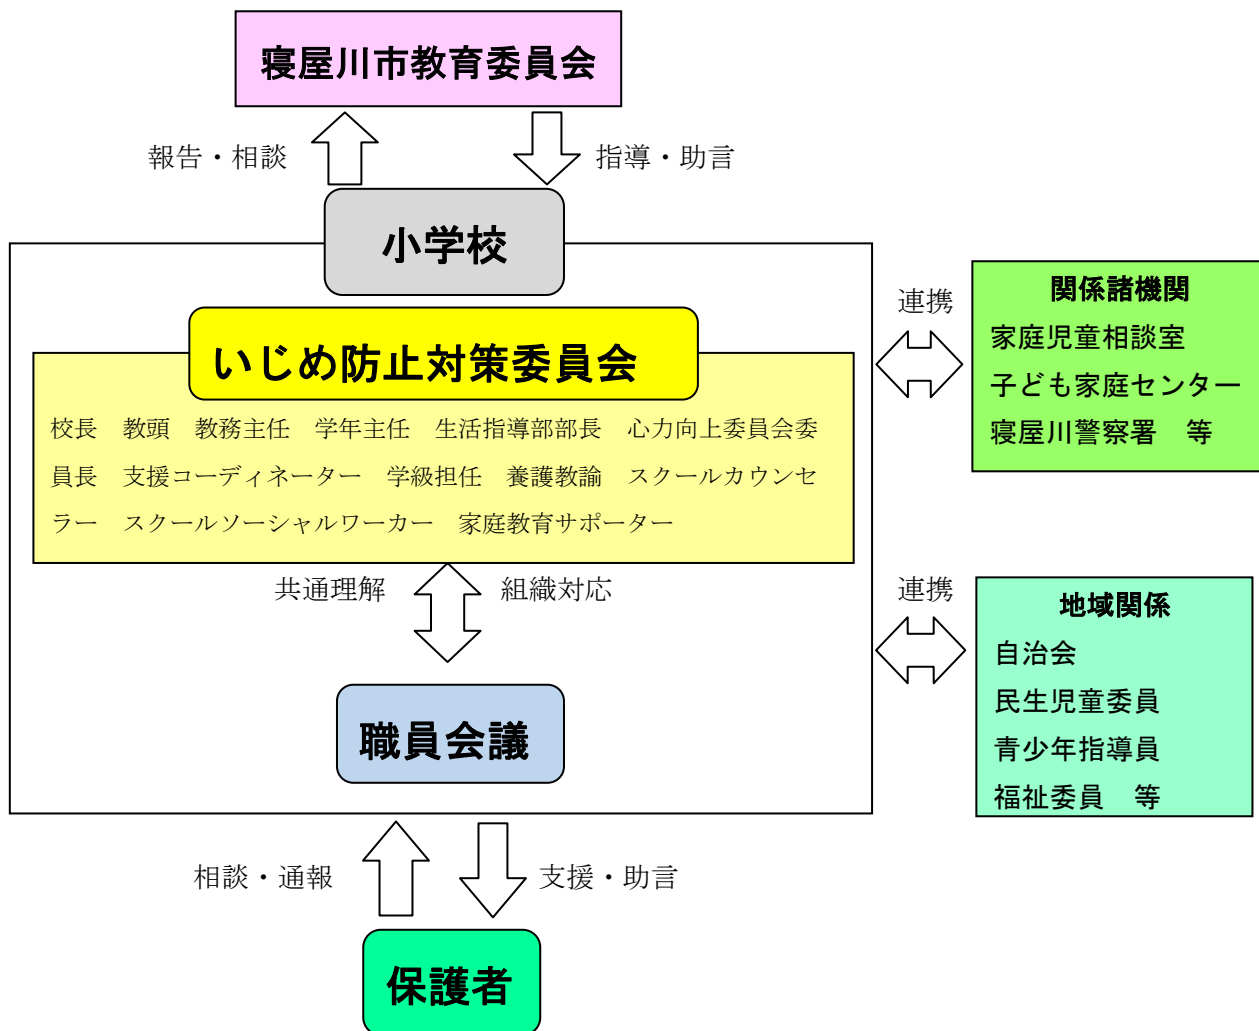 寝屋川市教育委員会
報告・相談
指導・助言
小学校
いじめ防止対策委員会
校長　教頭　教務主任　学年主任　生活指導部部長　心力向上委員会委
員長　支援コーディネーター　学級担任　養護教諭　スクールカウンセ
ラー　スクールソーシャルワーカー　家庭教育サポーター
共通理解
組織対応
職員会議
相談・通報
支援・助言
保護者
連携
関係諸機関
家庭児童相談室
子ども家庭センター
寝屋川警察署　等
連携
地域関係
自治会
民生児童委員
青少年指導員
福祉委員　等